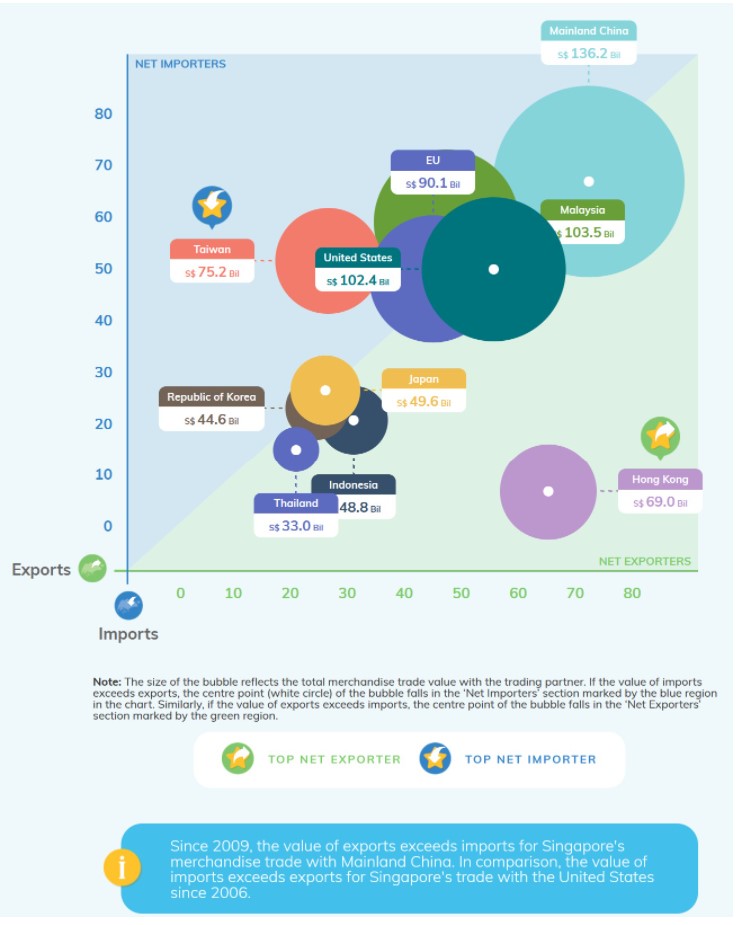 Mainland China
S$ 136.2 Bil
NET IMPORTERS
80
70
60
50
40
30
20
10
0
EU
S$ 90.1 Bil
Malaysia
$ 103.5 Bil
Taiwan
S$ 75.2 Bil
United States
S$ 102.4 Bil
Japan
S$ 49.6 Bil
Republic of Korea
S$ 44.6 Bil
Indonesia
48.8 Bil
Thailand
S$ 33.0 Bil
Hong Kong
S$ 69.0 Bil
NET EXPORTERS
Exports
0 10 20 30 40 50 60 70 80
Imports
Note: The size of the bubble reflects the total merchandise trade value with the trading partner. If the value of imports
exceeds exports, the centre point (white circle) of the bubble falls in the 'Net Importers' section marked by the blue region
in the chart. Similarly, if the value of exports exceeds imports, the centre point of the bubble falls in the 'Net Exporters'
section marked by the green region.
TOP NET EXPORTER
TOP NET IMPORTER
i
Since 2009, the value of exports exceeds imports for Singapore's
merchandise trade with Mainland China. In comparison, the value of
imports exceeds exports for Singapore's trade with the United States
since 2006.